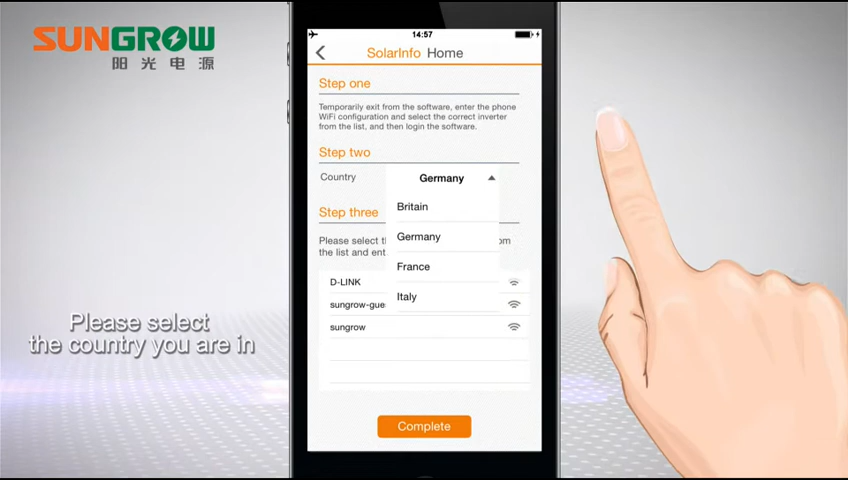 SUNGROW
阳光电源
14:57
SolarInfo Home
Step one
Temporarily exit from the software, enter the phone
WiFi configuration and select the correct inverter
from the list, and then login the software.
Step two
Country
Germany
Britain
Germany
France
Italy
Step three
Please select t
om
the list and ent
D-LINK
sungrow-gue
sungrow
Complete
Please select
the country you are in